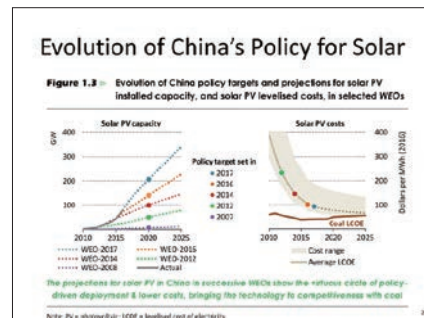 Evolution of China's Policy for Solar
Figure 1.3 ▷ Evolution of China policy targets and projections for solar PV
installed capacity, and solar PV levelised costs, in selected WEOs
Solar PV capacity
Solar PV costs
GW
400
300
200
100
2010 2015 2020 2025
WEO-2017
WEO-2016
WEO-2014
WEO-2012
WEO-2008
Actual
Policy target set in
2017
2016
2014
2012
2007
400
300
200
100
Dollars per MWh (2016)
Coal LCOE
2010 2015 2020 2025
Cost range
Average LCOE
The projections for solar PV in China in successive WEOs show the virtuous circle of policy-
driven deployment & lower costs, bringing the technology to competitiveness with coal
Note: PV = photovoltaic; LCOE = levelised cost of electricity.